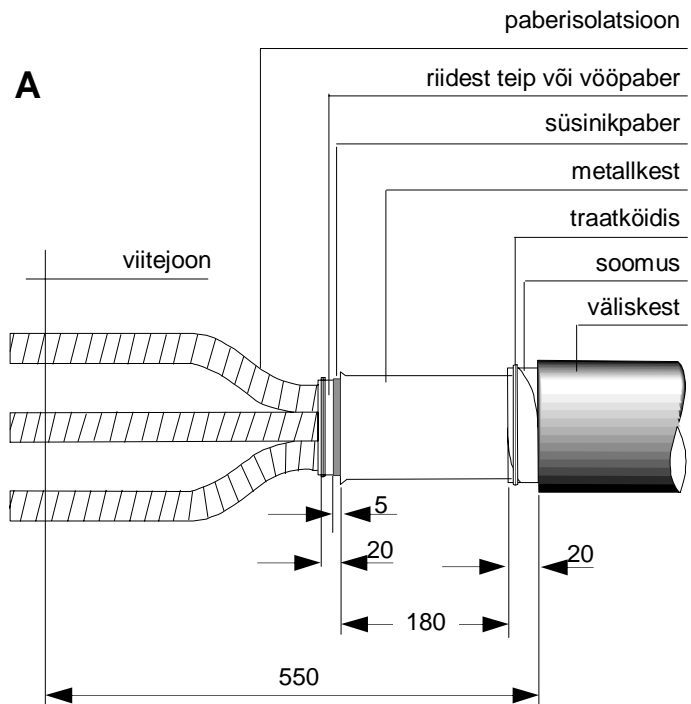 paberisolatsioon
A
riidest teip või vööpaber
süsinikpaber
metallkest
traatköidis
viitejoon
soomus
väliskest
5
20
20
180
550